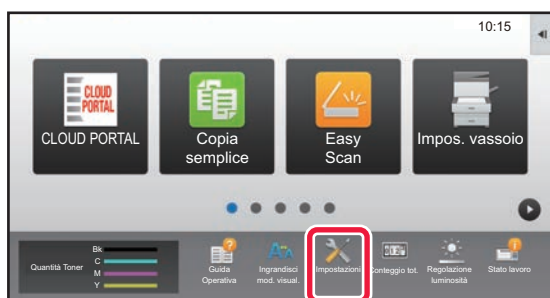 10:15
CLOUD
PORTAL
CLOUD PORTAL
Copia
semplice
Easy
Scan
Impos. vassoio
Quantità Toner
Bk
C
M
Y
Guida
Operativa
Ingrandisci
mod. visual.
Impostazioni
Conteggio tot.
Regolazione
luminosità
Stato lavoro